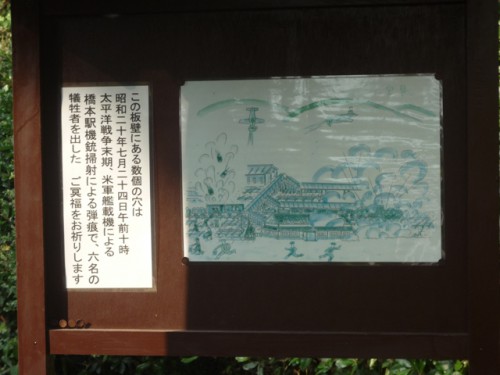 この板壁にある数個の穴は
昭和二十年七月二十四日午前十時
太平洋戦争末期、米軍艦載機による
橋本駅機銃掃射による弾痕で、六名の
犠牲者を出した　ご冥福をお祈りします